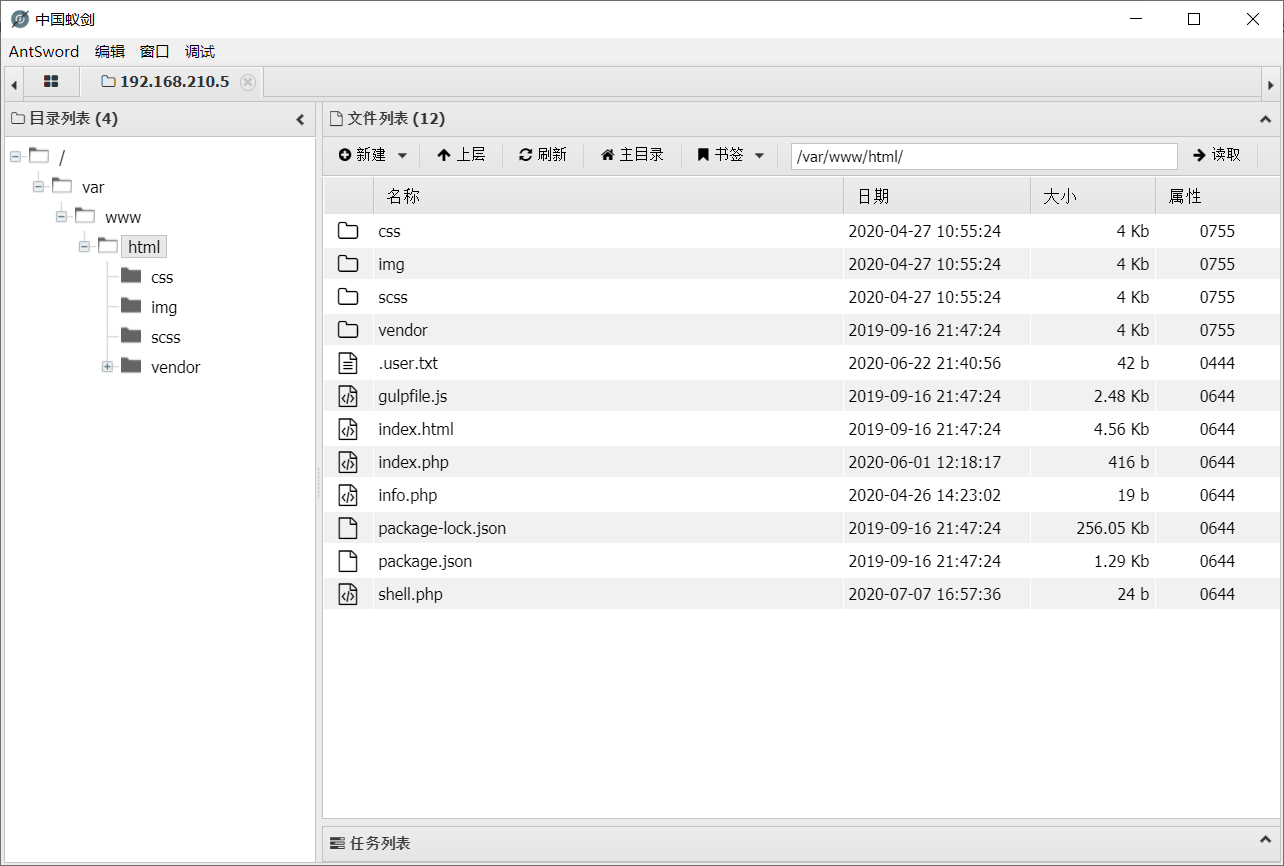 中国蚁剑
AntSword 编辑 窗口 调试
192.168.210.5
目录列表 (4)
/
var
www
html
css
img
scss
vendor
文件列表 (12)
新建 上层 刷新 主目录 书签 /var/www/html/ 读取
名称 日期 大小 属性
css 2020-04-27 10:55:24 4 Kb 0755
img 2020-04-27 10:55:24 4 Kb 0755
scss 2020-04-27 10:55:24 4 Kb 0755
vendor 2019-09-16 21:47:24 4 Kb 0755
.user.txt 2020-06-22 21:40:56 42 b 0444
gulpfile.js 2019-09-16 21:47:24 2.48 Kb 0644
index.html 2019-09-16 21:47:24 4.56 Kb 0644
index.php 2020-06-01 12:18:17 416 b 0644
info.php 2020-04-26 14:23:02 19 b 0644
package-lock.json 2019-09-16 21:47:24 256.05 Kb 0644
package.json 2019-09-16 21:47:24 1.29 Kb 0644
shell.php 2020-07-07 16:57:36 24 b 0644
任务列表